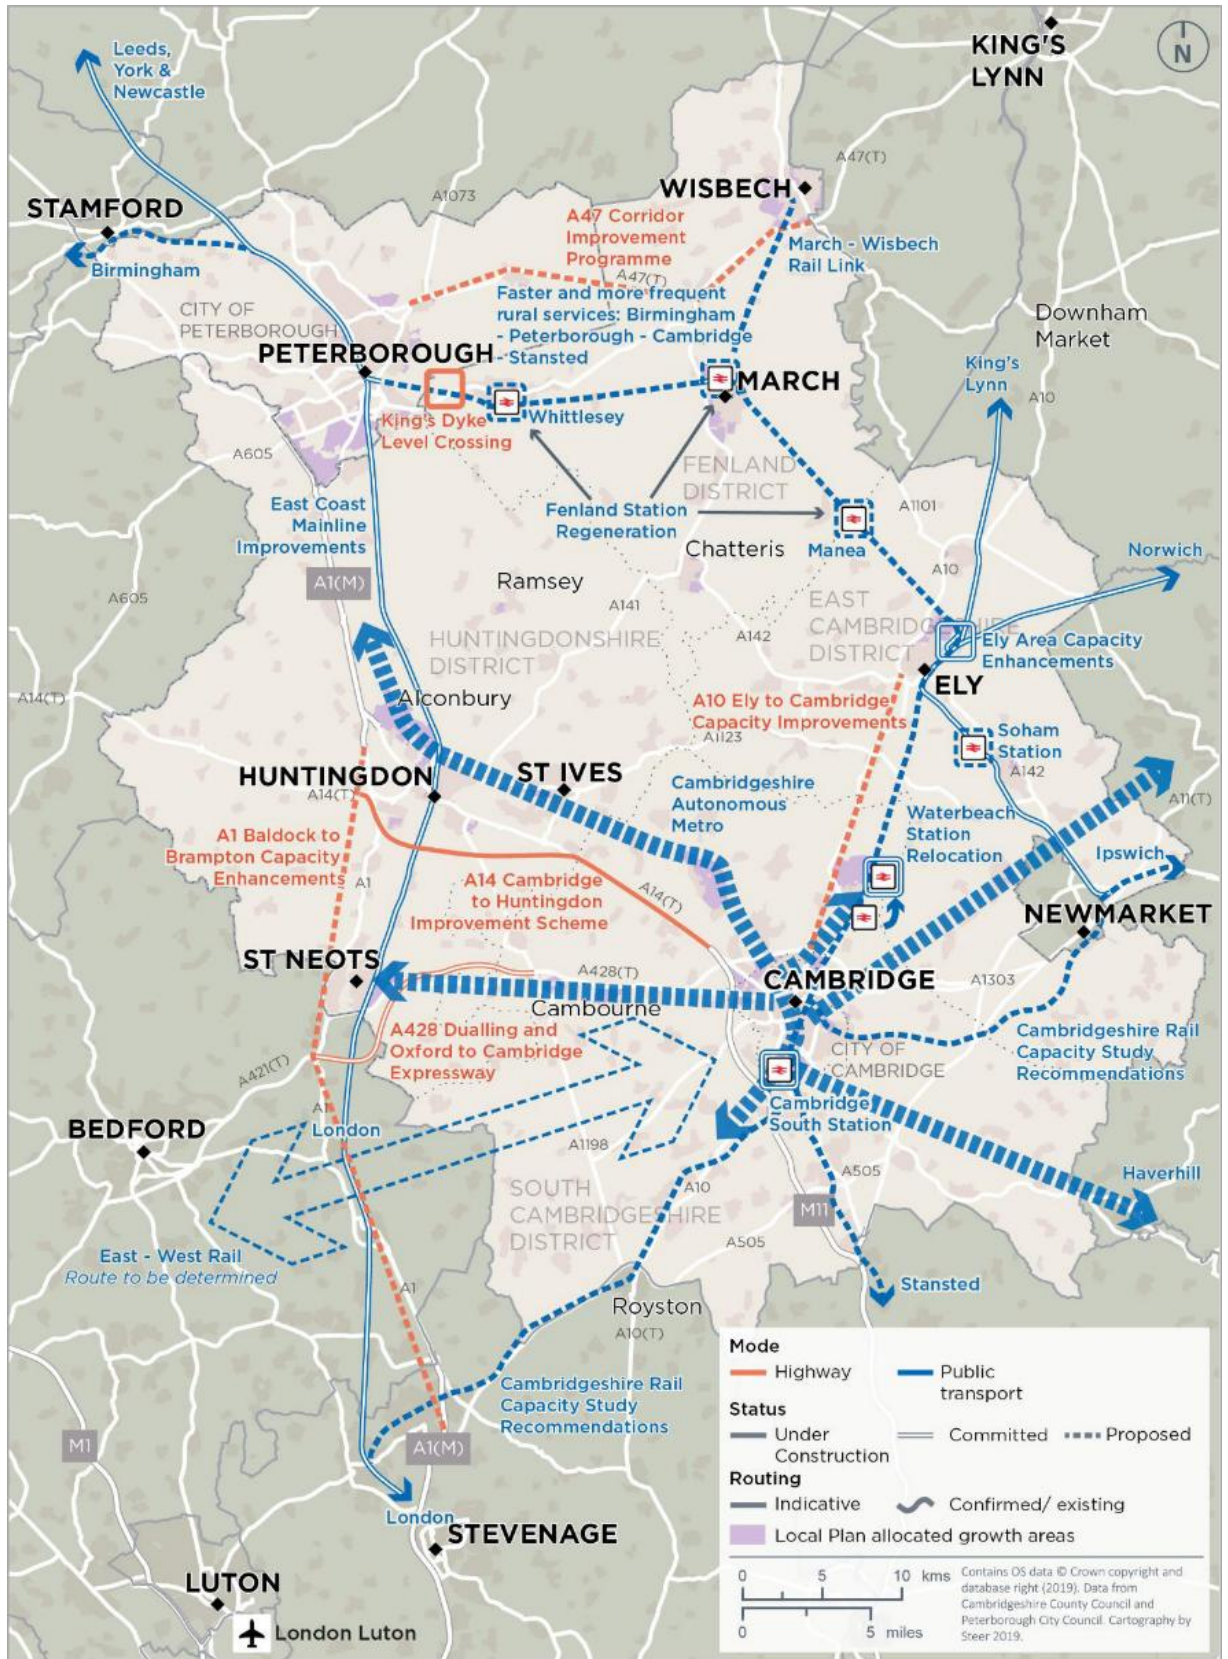 Leeds,
York &
Newcastle
KING'S
LYNN
N
A47(T)
A1073
WISBECH
STAMFORD
A47 Corridor
Improvement
Programme
A47(T)
March - Wisbech
Rail Link
Birmingham
Faster and more frequent
rural services: Birmingham
- Peterborough - Cambridge
- Stansted
CITY OF
PETERBOROUGH
Downham
Market
PETERBOROUGH
King's
Lynn
MARCH
A10
Whittlesey
King's Dyke
Level Crossing
A605
FENLAND
DISTRICT
East Coast
Mainline
Improvements
Fenland Station
Regeneration
A1101
Chatteris
Manea
Norwich
A1(M)
Ramsey
A10
A605
A141
EAST
CAMBRIDGESHIRE
DISTRICT
HUNTINGDONSHIRE
DISTRICT
A142
Ely Area Capacity
Enhancements
A14(T)
Alconbury
ELY
A10 Ely to Cambridge
Capacity Improvements
A1123
Soham
Station
HUNTINGDON
ST IVES
A142
A14(T)
Cambridgeshire
Autonomous
Metro
A11(T)
Waterbeach
Station
Relocation
A1 Baldock to
Brampton Capacity
Enhancements
Ipswich
A1
A14 Cambridge
to Huntingdon
Improvement Scheme
A14(T)
NEWMARKET
ST NEOTS
A428(T)
CAMBRIDGE
A1303
Cambourne
A428 Dualling and
Oxford to Cambridge
Expressway
CITY OF
CAMBRIDGE
Cambridgeshire Rail
Capacity Study
Recommendations
A421(T)
A1
BEDFORD
London
Cambridge
South Station
A1198
A505
Haverhill
A10
SOUTH
CAMBRIDGESHIRE
DISTRICT
M11
A505
East - West Rail
Route to be determined
A1
Stansted
Royston
A10(T)
Cambridgeshire Rail
Capacity Study
Recommendations
M1
A1(M)
London
STEVENAGE
LUTON
London Luton
Mode
Highway
Public
transport
Status
Under
Construction
Committed
Proposed
Routing
Indicative
Confirmed/ existing
Local Plan allocated growth areas
0 5 10 kms
0 5 miles
Contains OS data © Crown copyright and
database right (2019). Data from
Cambridgeshire County Council and
Peterborough City Council. Cartography by
Steer 2019.